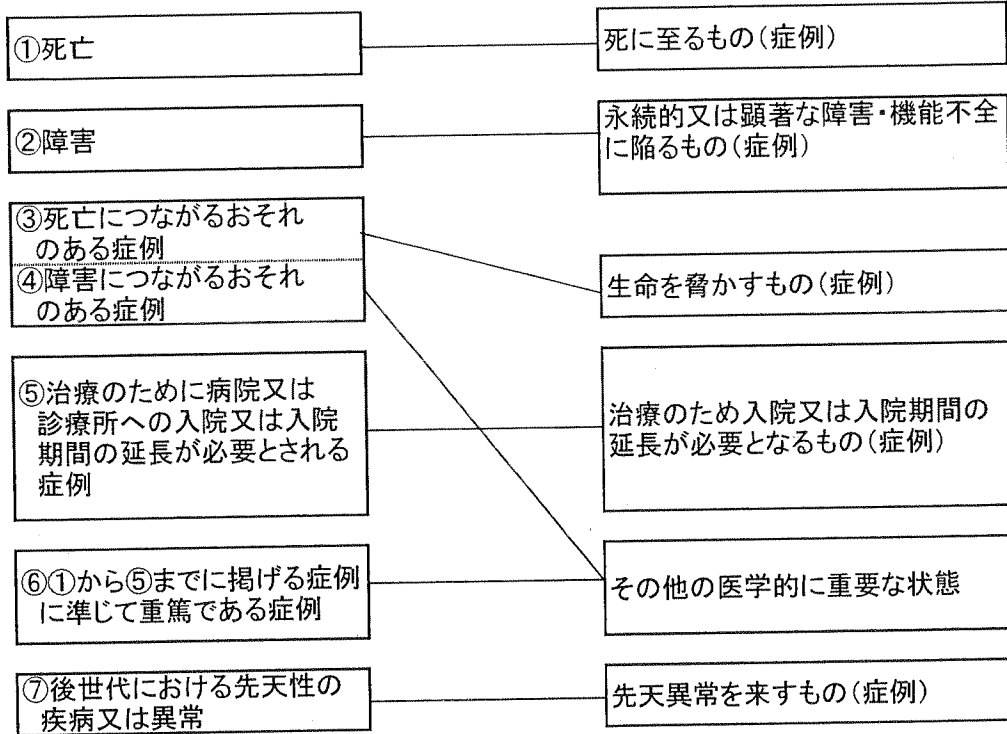 ①死亡
死に至るもの（症例）
②障害
永続的又は顕著な障害・機能不全
に陥るもの（症例）
③死亡につながるおそれ
のある症例
④障害につながるおそれ
のある症例
生命を脅かすもの（症例）
⑤治療のために病院又は
診療所への入院又は入院
期間の延長が必要とされる
症例
治療のため入院又は入院期間の
延長が必要となるもの（症例）
⑥①から⑤までに掲げる症例
に準じて重篤である症例
その他の医学的に重要な状態
⑦後世代における先天性の
疾病又は異常
先天異常を来すもの（症例）